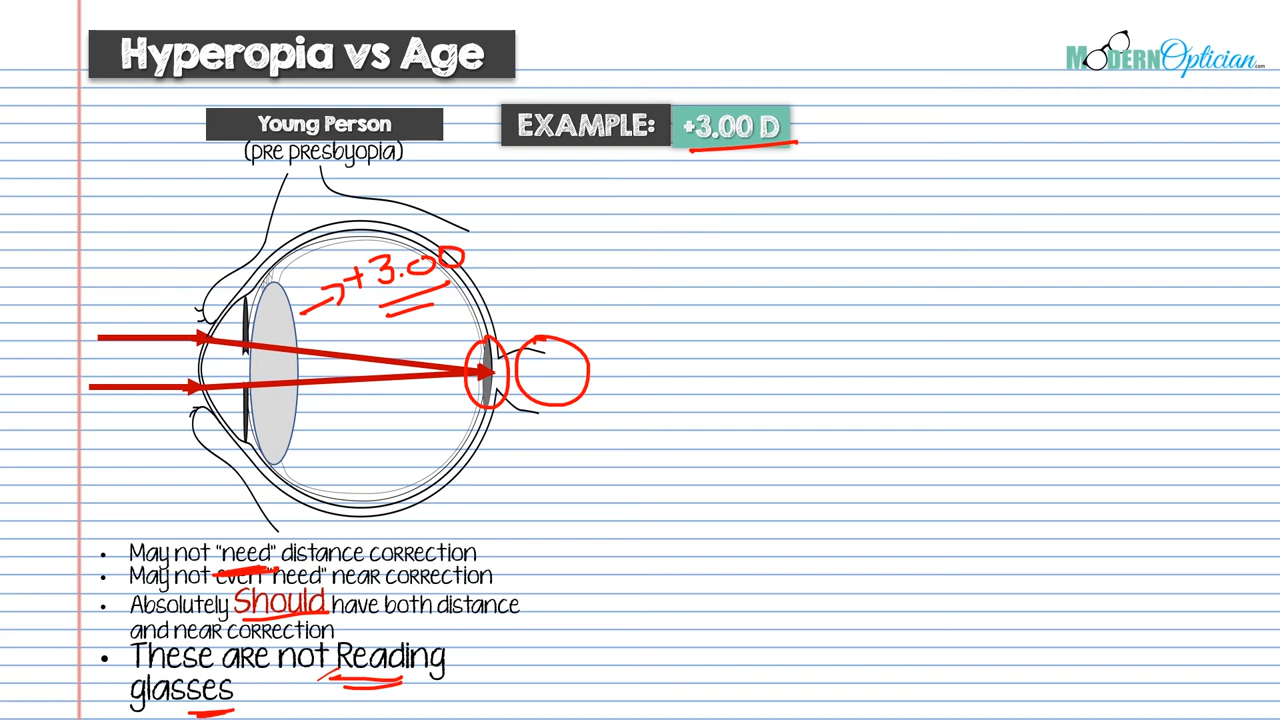 Hyperopia vs Age
MODERNOptician.com
Young Person
(pre presbyopia)
EXAMPLE: +3.00 D
+3.00
• May not "need" distance correction
• May not even "need" near correction
• Absolutely Should have both distance
and near correction
• These are not Reading
glasses